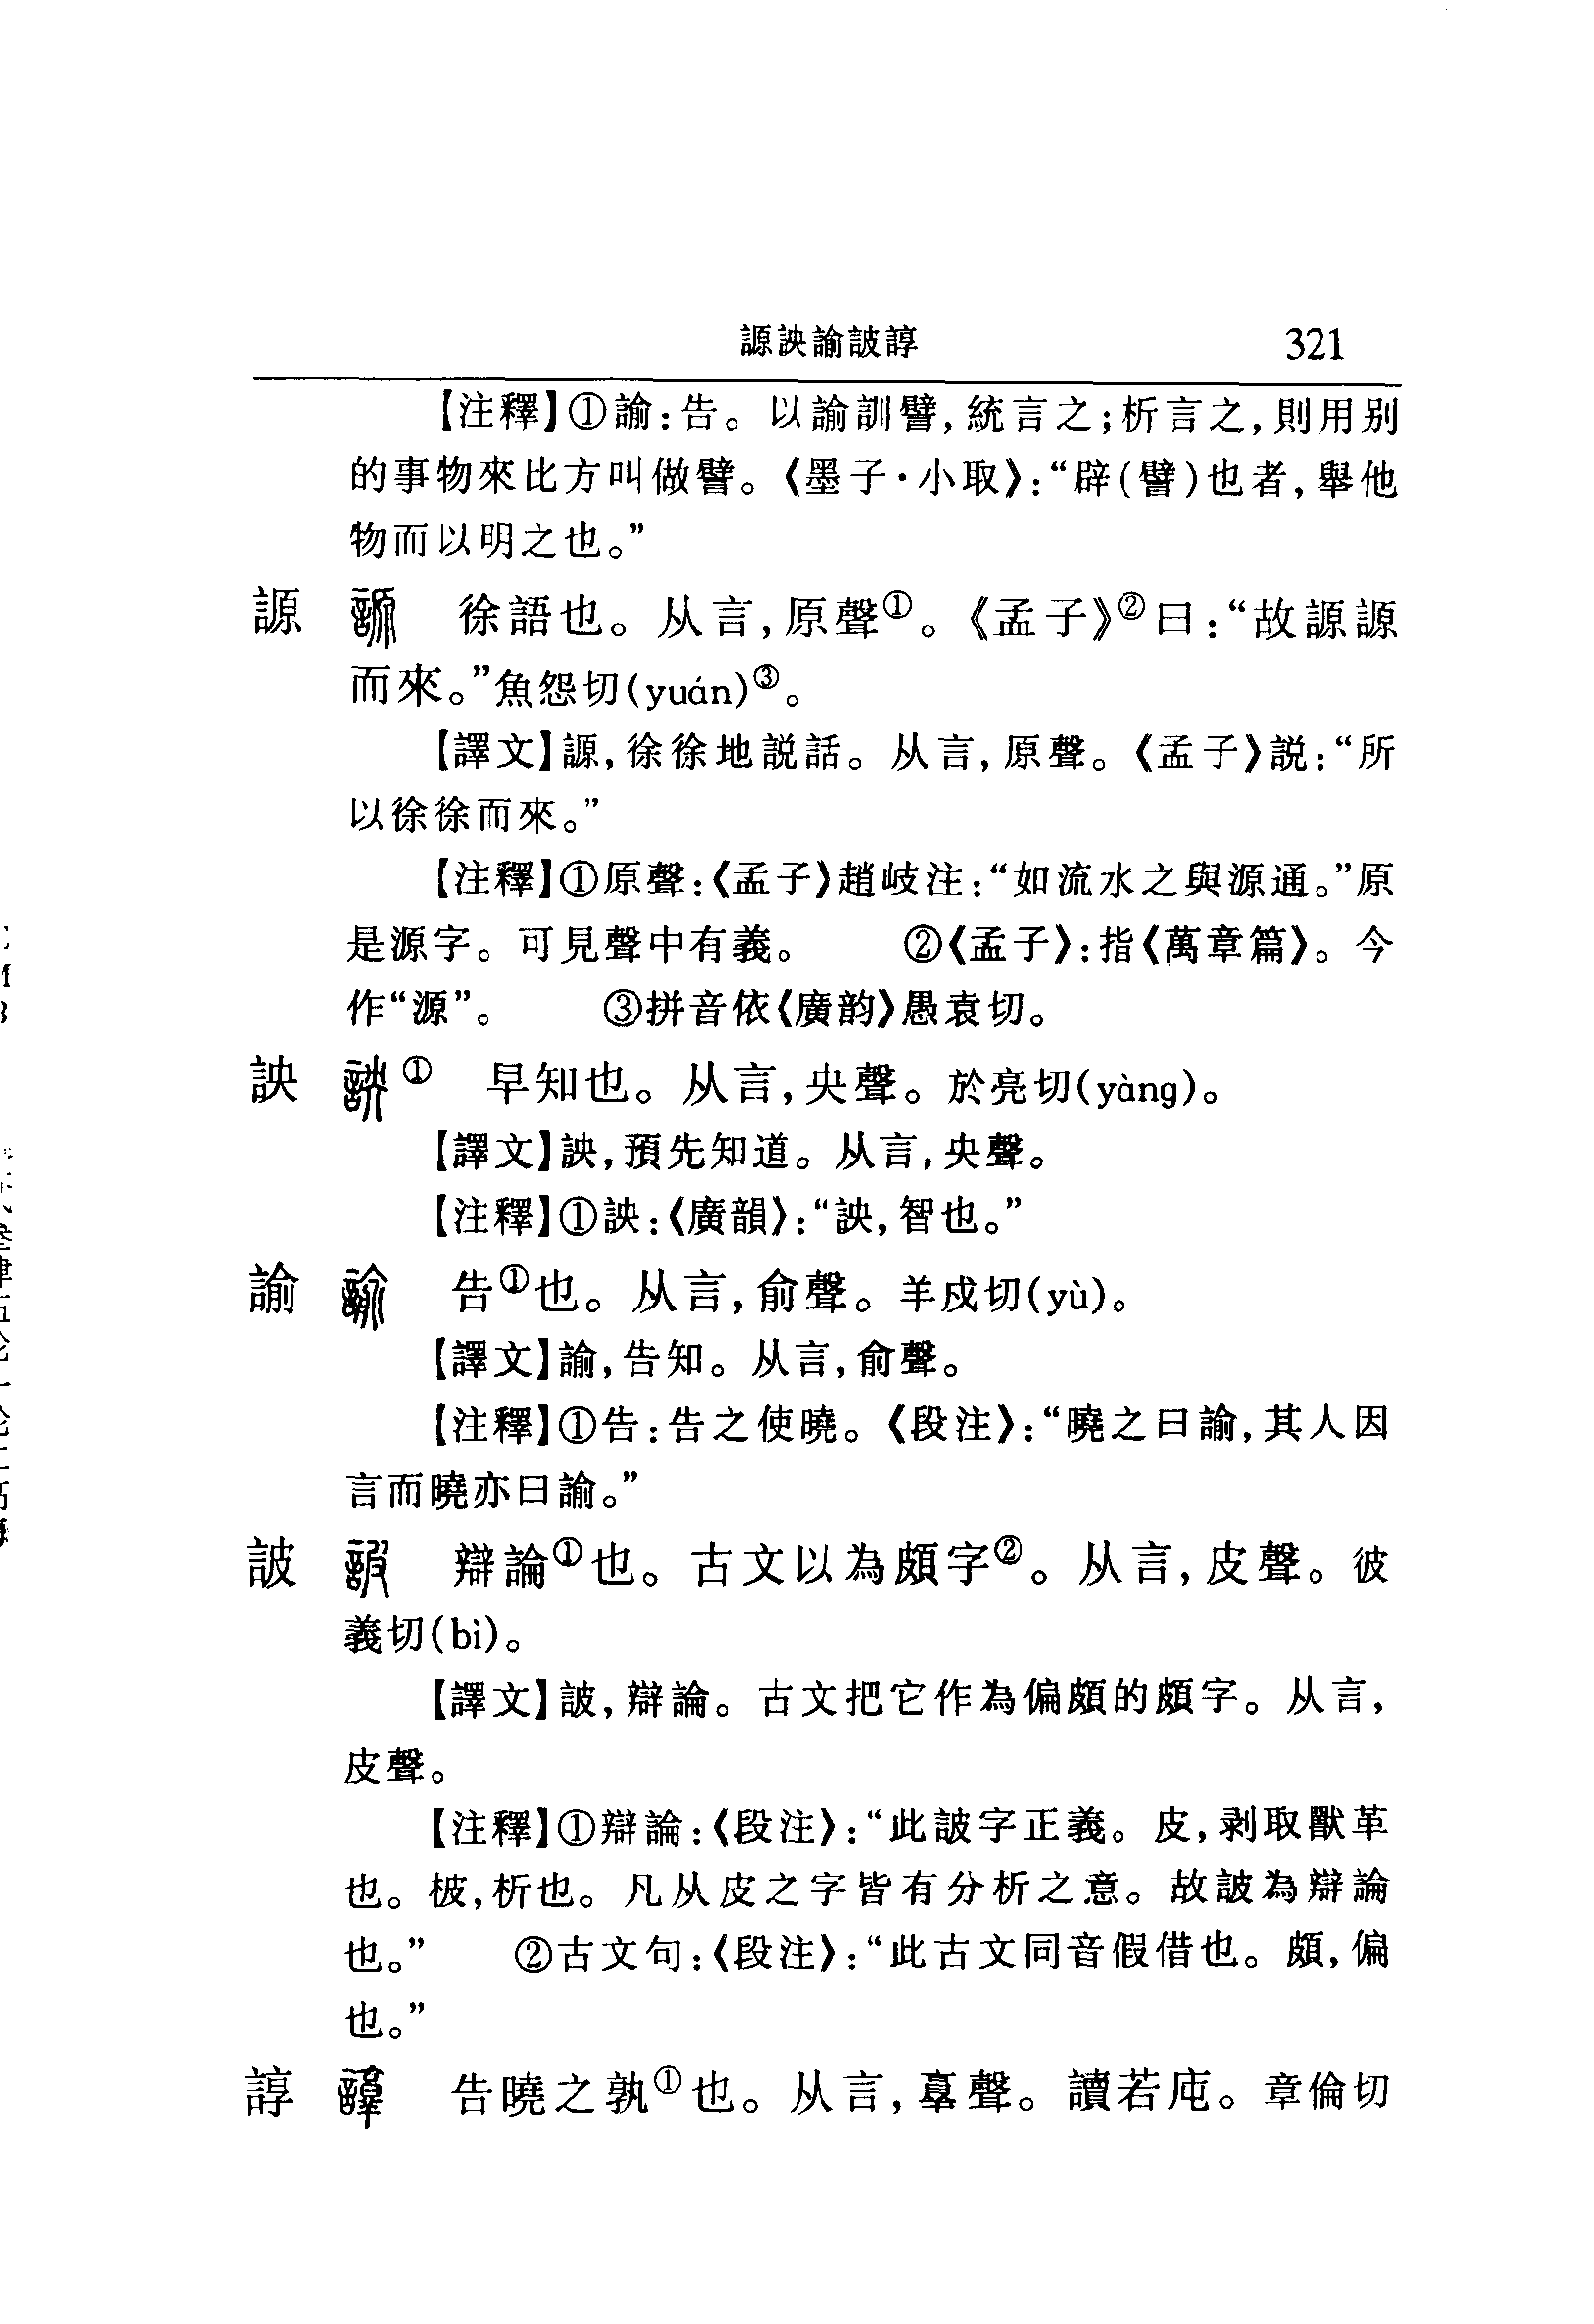 謜詇諭詖諄 321
【注釋】①諭：告。以諭訓譬，統言之；析言之，則用别
的事物來比方叫做譬。《墨子·小取》：“辟(譬)也者，舉他
物而以明之也。”
謜 徐語也。从言，原聲①。《孟子》②曰：“故謜謜
而來。”魚怨切(yuán)③。
【譯文】謜，徐徐地説話。从言，原聲。《孟子》説：“所
以徐徐而來。”
【注釋】①原聲：《孟子》趙岐注：“如流水之與源通。”原
是源字。可見聲中有義。 ②《孟子》：指《萬章篇》。今
作“源”。 ③拼音依《廣韵》愚袁切。
詇 ① 早知也。从言，央聲。於亮切(yàng)。
【譯文】詇，預先知道。从言，央聲。
【注釋】①詇：《廣韻》：“詇，智也。”
諭 告①也。从言，俞聲。羊戍切(yù)。
【譯文】諭，告知。从言，俞聲。
【注釋】①告：告之使曉。《段注》：“曉之曰諭，其人因
言而曉亦曰諭。”
詖 辯論①也。古文以為頗字②。从言，皮聲。彼
義切(bì)。
【譯文】詖，辯論。古文把它作為偏頗的頗字。从言，
皮聲。
【注釋】①辯論：《段注》：“此詖字正義。皮，剥取獸革
也。柀，析也。凡从皮之字皆有分析之意。故詖為辯論
也。” ②古文句：《段注》：“此古文同音假借也。頗，偏
也。”
諄 告曉之孰①也。从言，𦎫聲。讀若庉。章倫切